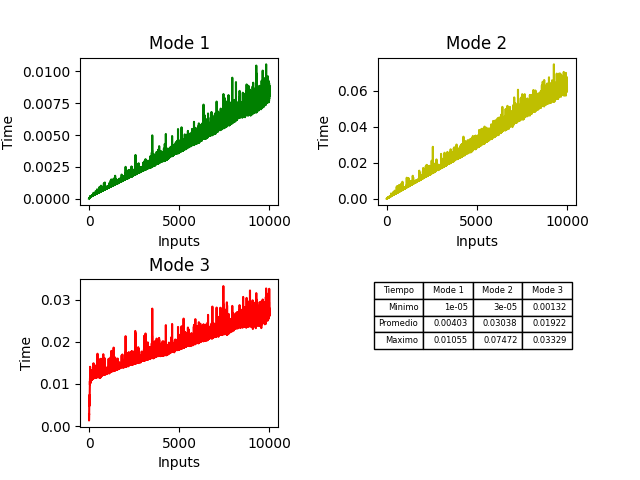 Mode 1
0.0100
0.0075
0.0050
0.0025
0.0000
Time
0 5000 10000
Inputs
Mode 2
0.06
0.04
0.02
0.00
Time
0 5000 10000
Inputs
Mode 3
0.03
0.02
0.01
0.00
Time
0 5000 10000
Inputs
Tiempo Mode 1 Mode 2 Mode 3
Minimo 1e-05 3e-05 0.00132
Promedio 0.00403 0.03038 0.01922
Maximo 0.01055 0.07472 0.03329